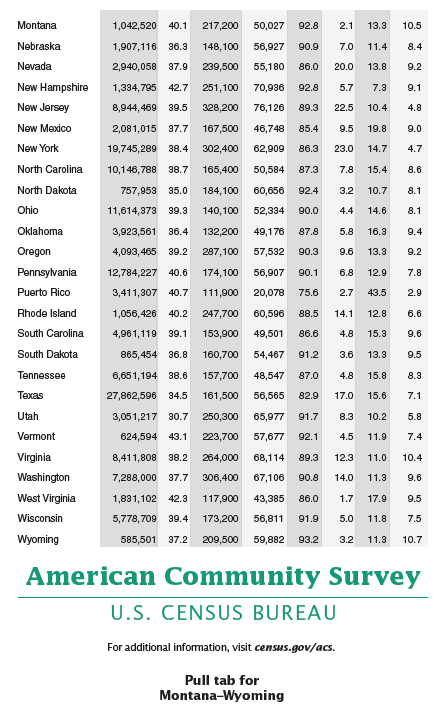 Montana 1,042,520 40.1 217,200 50,027 92.8 2.1 13.3 10.5
Nebraska 1,907,116 36.3 148,100 56,927 90.9 7.0 11.4 8.4
Nevada 2,940,058 37.9 239,500 55,180 86.0 20.0 13.8 9.2
New Hampshire 1,334,795 42.7 251,100 70,936 92.8 5.7 7.3 9.1
New Jersey 8,944,469 39.5 328,200 76,126 89.3 22.5 10.4 4.8
New Mexico 2,081,015 37.7 167,500 46,748 85.4 9.5 19.8 9.0
New York 19,745,289 38.4 302,400 62,909 86.3 23.0 14.7 4.7
North Carolina 10,146,788 38.7 165,400 50,584 87.3 7.8 15.4 8.6
North Dakota 757,953 35.0 184,100 60,656 92.4 3.2 10.7 8.1
Ohio 11,614,373 39.3 140,100 52,334 90.0 4.4 14.6 8.1
Oklahoma 3,923,561 36.4 132,200 49,176 87.8 5.8 16.3 9.4
Oregon 4,093,465 39.2 287,100 57,532 90.3 9.6 13.3 9.2
Pennsylvania 12,784,227 40.6 174,100 56,907 90.1 6.8 12.9 7.8
Puerto Rico 3,411,307 40.7 111,900 20,078 75.6 2.7 43.5 2.9
Rhode Island 1,056,426 40.2 247,700 60,596 88.5 14.1 12.8 6.6
South Carolina 4,961,119 39.1 153,900 49,501 86.6 4.8 15.3 9.6
South Dakota 865,454 36.8 160,700 54,467 91.2 3.6 13.3 9.5
Tennessee 6,651,194 38.6 157,700 48,547 87.0 4.8 15.8 8.3
Texas 27,862,596 34.5 161,500 56,565 82.9 17.0 15.6 7.1
Utah 3,051,217 30.7 250,300 65,977 91.7 8.3 10.2 5.8
Vermont 624,594 43.1 223,700 57,677 92.1 4.5 11.9 7.4
Virginia 8,411,808 38.2 264,000 68,114 89.3 12.3 11.0 10.4
Washington 7,288,000 37.7 306,400 67,106 90.8 14.0 11.3 9.6
West Virginia 1,831,102 42.3 117,900 43,385 86.0 1.7 17.9 9.5
Wisconsin 5,778,709 39.4 173,200 56,811 91.9 5.0 11.8 7.5
Wyoming 585,501 37.2 209,500 59,882 93.2 3.2 11.3 10.7
American Community Survey
U.S. CENSUS BUREAU
For additional information, visit census.gov/acs.
Pull tab for
Montana–Wyoming